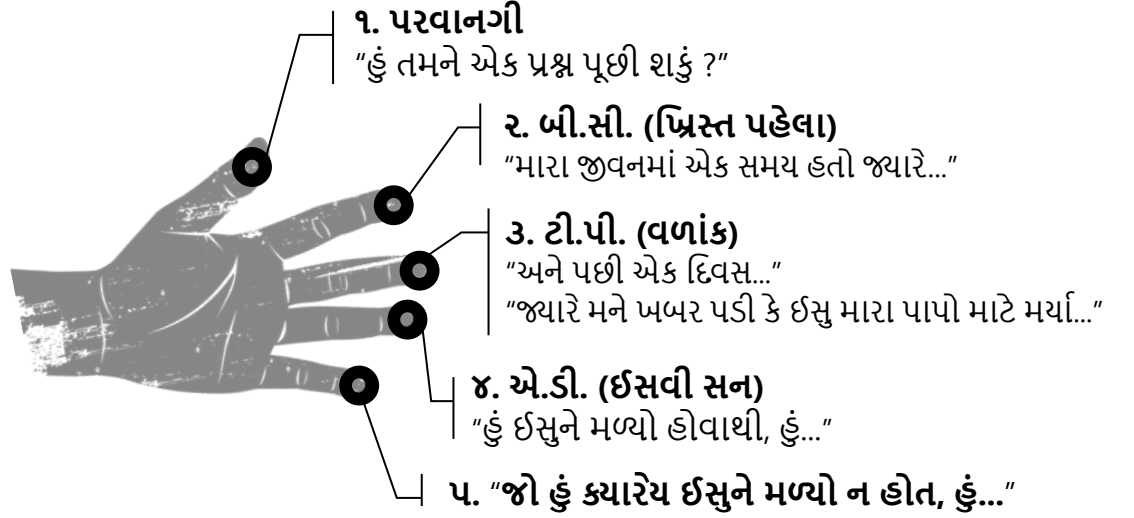 ૧. પરવાનગી
“હું તમને એક પ્રશ્ન પૂછી શકું ?”
૨. બી.સી. (ખ્રિસ્ત પહેલા)
“મારા જીવનમાં એક સમય હતો જ્યારે...”
૩. ટી.પી. (વળાંક)
“અને પછી એક દિવસ...”
“જ્યારે મને ખબર પડી કે ઈસુ મારા પાપો માટે મર્યા...”
૪. એ.ડી. (ઈસવી સન)
“હું ઈસુને મળ્યો હોવાથી, હું...”
૫. “જો હું ક્યારેય ઈસુને મળ્યો ન હોત, હું...”